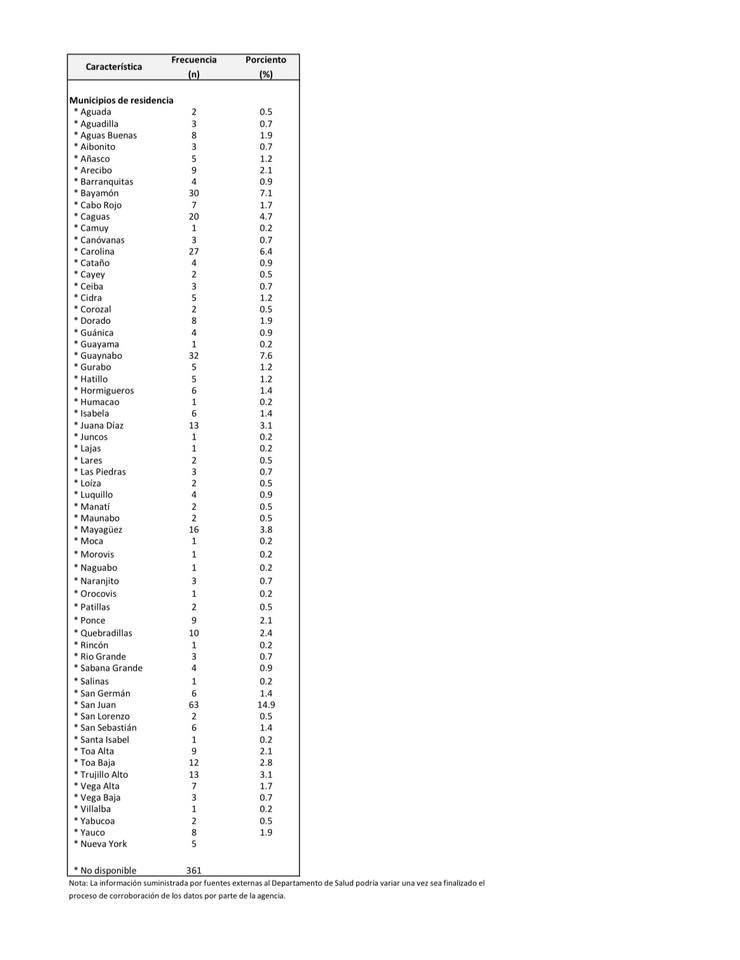 Característica Frecuencia (n) Porciento (%)
Municipios de residencia
* Aguada 2 0.5
* Aguadilla 3 0.7
* Aguas Buenas 8 1.9
* Aibonito 3 0.7
* Añasco 5 1.2
* Arecibo 9 2.1
* Barranquitas 4 0.9
* Bayamón 30 7.1
* Cabo Rojo 7 1.7
* Caguas 20 4.7
* Camuy 1 0.2
* Canóvanas 3 0.7
* Carolina 27 6.4
* Cataño 4 0.9
* Cayey 2 0.5
* Ceiba 3 0.7
* Cidra 5 1.2
* Corozal 2 0.5
* Dorado 8 1.9
* Guánica 4 0.9
* Guayama 1 0.2
* Guaynabo 32 7.6
* Gurabo 5 1.2
* Hatillo 5 1.2
* Hormigueros 6 1.4
* Humacao 1 0.2
* Isabela 6 1.4
* Juana Díaz 13 3.1
* Juncos 1 0.2
* Lajas 1 0.2
* Lares 2 0.5
* Las Piedras 3 0.7
* Loíza 2 0.5
* Luquillo 4 0.9
* Manatí 2 0.5
* Maunabo 2 0.5
* Mayagüez 16 3.8
* Moca 1 0.2
* Morovis 1 0.2
* Naguabo 1 0.2
* Naranjito 3 0.7
* Orocovis 1 0.2
* Patillas 2 0.5
* Ponce 9 2.1
* Quebradillas 10 2.4
* Rincón 1 0.2
* Rio Grande 3 0.7
* Sabana Grande 4 0.9
* Salinas 1 0.2
* San Germán 6 1.4
* San Juan 63 14.9
* San Lorenzo 2 0.5
* San Sebastián 6 1.4
* Santa Isabel 1 0.2
* Toa Alta 9 2.1
* Toa Baja 12 2.8
* Trujillo Alto 13 3.1
* Vega Alta 7 1.7
* Vega Baja 3 0.7
* Villalba 1 0.2
* Yabucoa 2 0.5
* Yauco 8 1.9
* Nueva York 5
* No disponible 361
Nota: La información suministrada por fuentes externas al Departamento de Salud podría variar una vez sea finalizado el
proceso de corroboración de los datos por parte de la agencia.